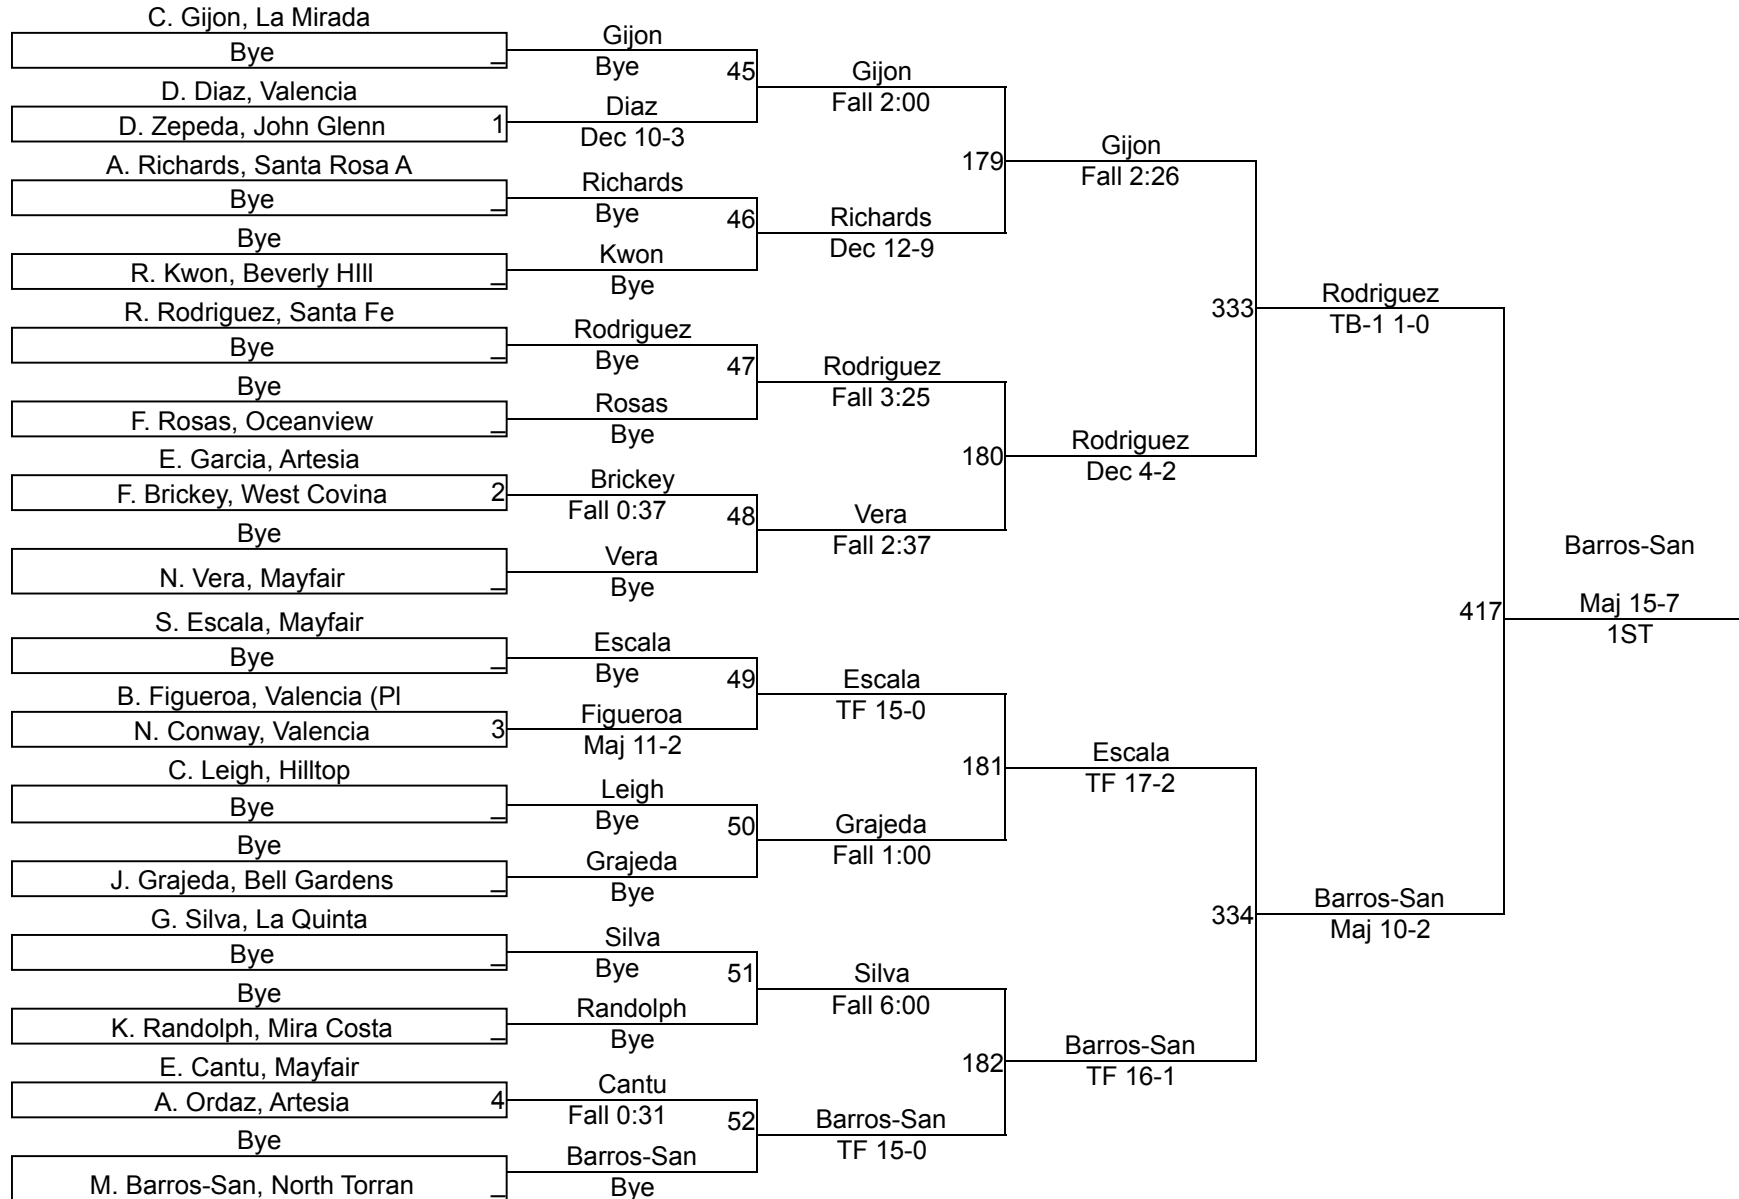 C. Gijon, La Mirada
Bye _
D. Diaz, Valencia
D. Zepeda, John Glenn 1
A. Richards, Santa Rosa A
Bye _
Bye
R. Kwon, Beverly HIll _
R. Rodriguez, Santa Fe
Bye _
Bye
F. Rosas, Oceanview _
E. Garcia, Artesia
F. Brickey, West Covina 2
Bye
N. Vera, Mayfair _
S. Escala, Mayfair
Bye _
B. Figueroa, Valencia (Pl
N. Conway, Valencia 3
C. Leigh, Hilltop
Bye _
Bye
J. Grajeda, Bell Gardens _
G. Silva, La Quinta
Bye _
Bye
K. Randolph, Mira Costa _
E. Cantu, Mayfair
A. Ordaz, Artesia 4
Bye
M. Barros-San, North Torran _
Gijon
Bye
45
Diaz
Dec 10-3
Richards
Bye
46
Kwon
Bye
Rodriguez
Bye
47
Rosas
Bye
Brickey
Fall 0:37
48
Vera
Bye
Escala
Bye
49
Figueroa
Maj 11-2
Leigh
Bye
50
Grajeda
Bye
Silva
Bye
51
Randolph
Bye
Cantu
Fall 0:31
52
Barros-San
Bye
Gijon
Fall 2:00
179
Richards
Dec 12-9
Rodriguez
Fall 3:25
180
Vera
Fall 2:37
Escala
TF 15-0
181
Grajeda
Fall 1:00
Silva
Fall 6:00
182
Barros-San
TF 15-0
Gijon
Fall 2:26
333
Rodriguez
Dec 4-2
Escala
TF 17-2
334
Barros-San
TF 16-1
Rodriguez
TB-1 1-0
417
Barros-San
Maj 10-2
Barros-San
Maj 15-7
1ST